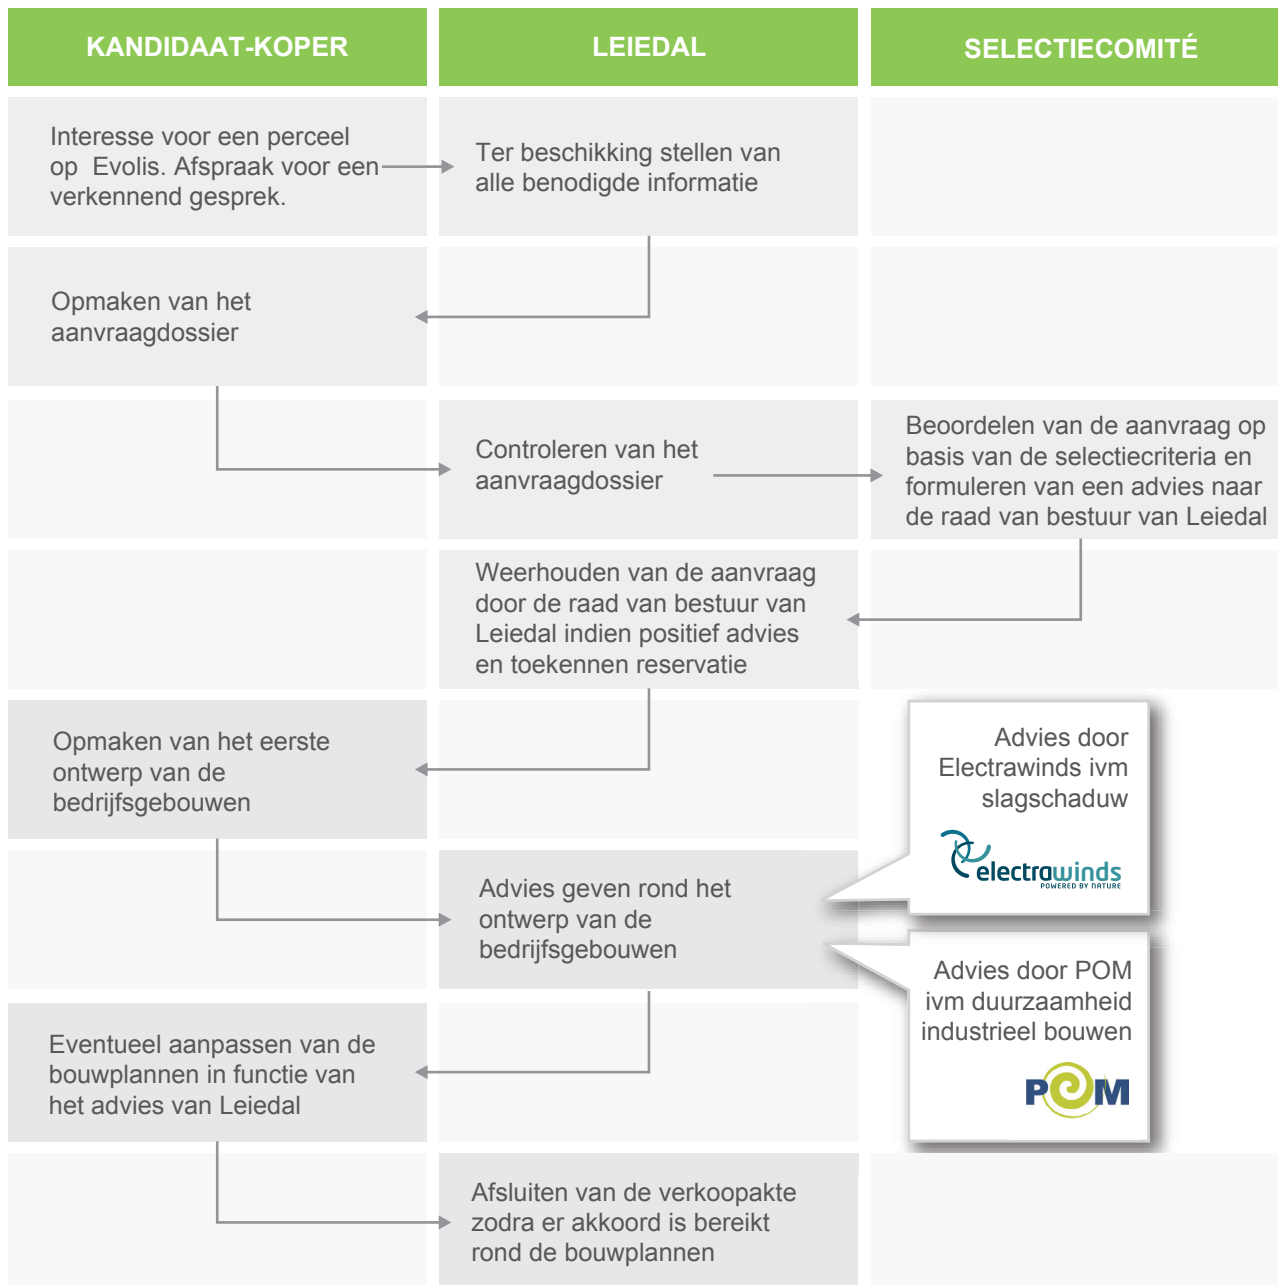 KANDIDAAT-KOPER
LEIEDAL
SELECTIECOMITÉ
Interesse voor een perceel
op Evolis. Afspraak voor een
verkennend gesprek.
Ter beschikking stellen van
alle benodigde informatie
Opmaken van het
aanvraagdossier
Controleren van het
aanvraagdossier
Beoordelen van de aanvraag op
basis van de selectiecriteria en
formuleren van een advies naar
de raad van bestuur van Leiedal
Weerhouden van de aanvraag
door de raad van bestuur van
Leiedal indien positief advies
en toekennen reservatie
Opmaken van het eerste
ontwerp van de
bedrijfsgebouwen
Advies door
Electrawinds ivm
slagschaduw
electrawinds
POWERED BY NATURE
Advies geven rond het
ontwerp van de
bedrijfsgebouwen
Advies door POM
ivm duurzaamheid
industrieel bouwen
POM
Eventueel aanpassen van de
bouwplannen in functie van
het advies van Leiedal
Afsluiten van de verkoopakte
zodra er akkoord is bereikt
rond de bouwplannen